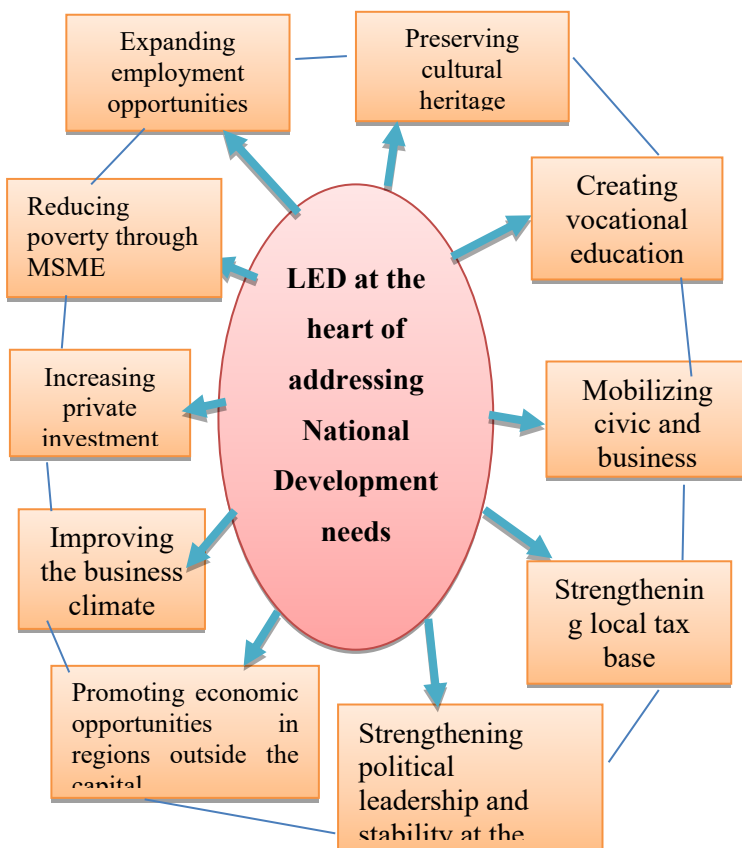 Expanding
employment
opportunities
Preserving
cultural
heritage
Creating
vocational
education
Mobilizing
civic and
business
Strengthenin
g local tax
base
Strengthening
political
leadership and
stability at the
Promoting economic
opportunities in
regions outside the
capital
Improving
the business
climate
Increasing
private
investment
Reducing
poverty through
MSME
LED at the
heart of
addressing
National
Development
needs